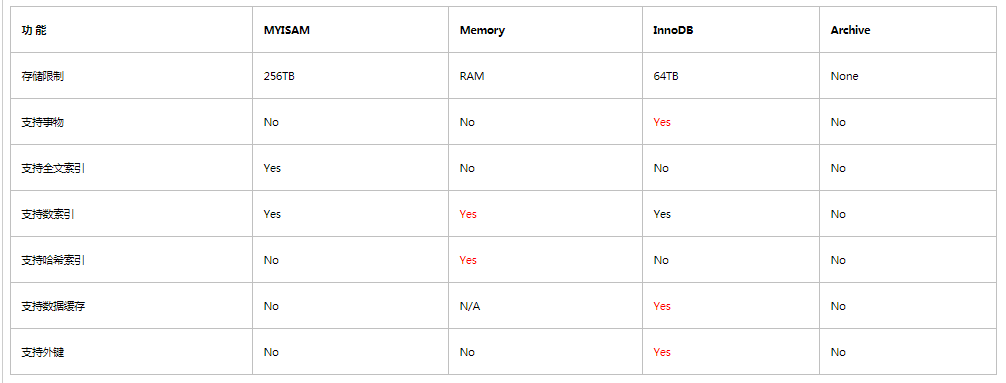 功 能 MYISAM Memory InnoDB Archive
存储限制 256TB RAM 64TB None
支持事物 No No Yes No
支持全文索引 Yes No No No
支持数索引 Yes Yes Yes No
支持哈希索引 No Yes No No
支持数据缓存 No N/A Yes No
支持外键 No No Yes No